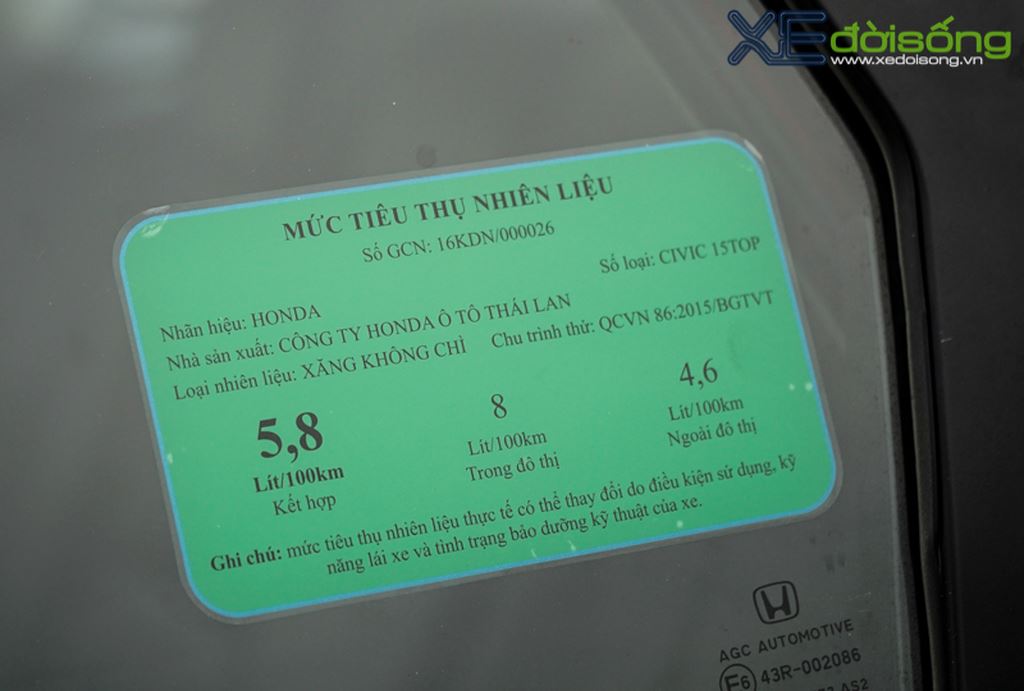 XEđờisống
www.xedoisong.vn
MỨC TIÊU THỤ NHIÊN LIỆU
Số GCN: 16KDN/000026
Nhãn hiệu: HONDA
Số loại: CIVIC 15TOP
Nhà sản xuất: CÔNG TY HONDA Ô TÔ THÁI LAN
Loại nhiên liệu: XĂNG KHÔNG CHÌ
Chu trình thử: QCVN 86:2015/BGTVT
5,8
Lít/100km
Kết hợp
8
Lít/100km
Trong đô thị
4,6
Lít/100km
Ngoài đô thị
Ghi chú: mức tiêu thụ nhiên liệu thực tế có thể thay đổi do điều kiện sử dụng, kỹ
năng lái xe và tình trạng bảo dưỡng kỹ thuật của xe.
AGC AUTOMOTIVE
E6 43R-002086
AS2